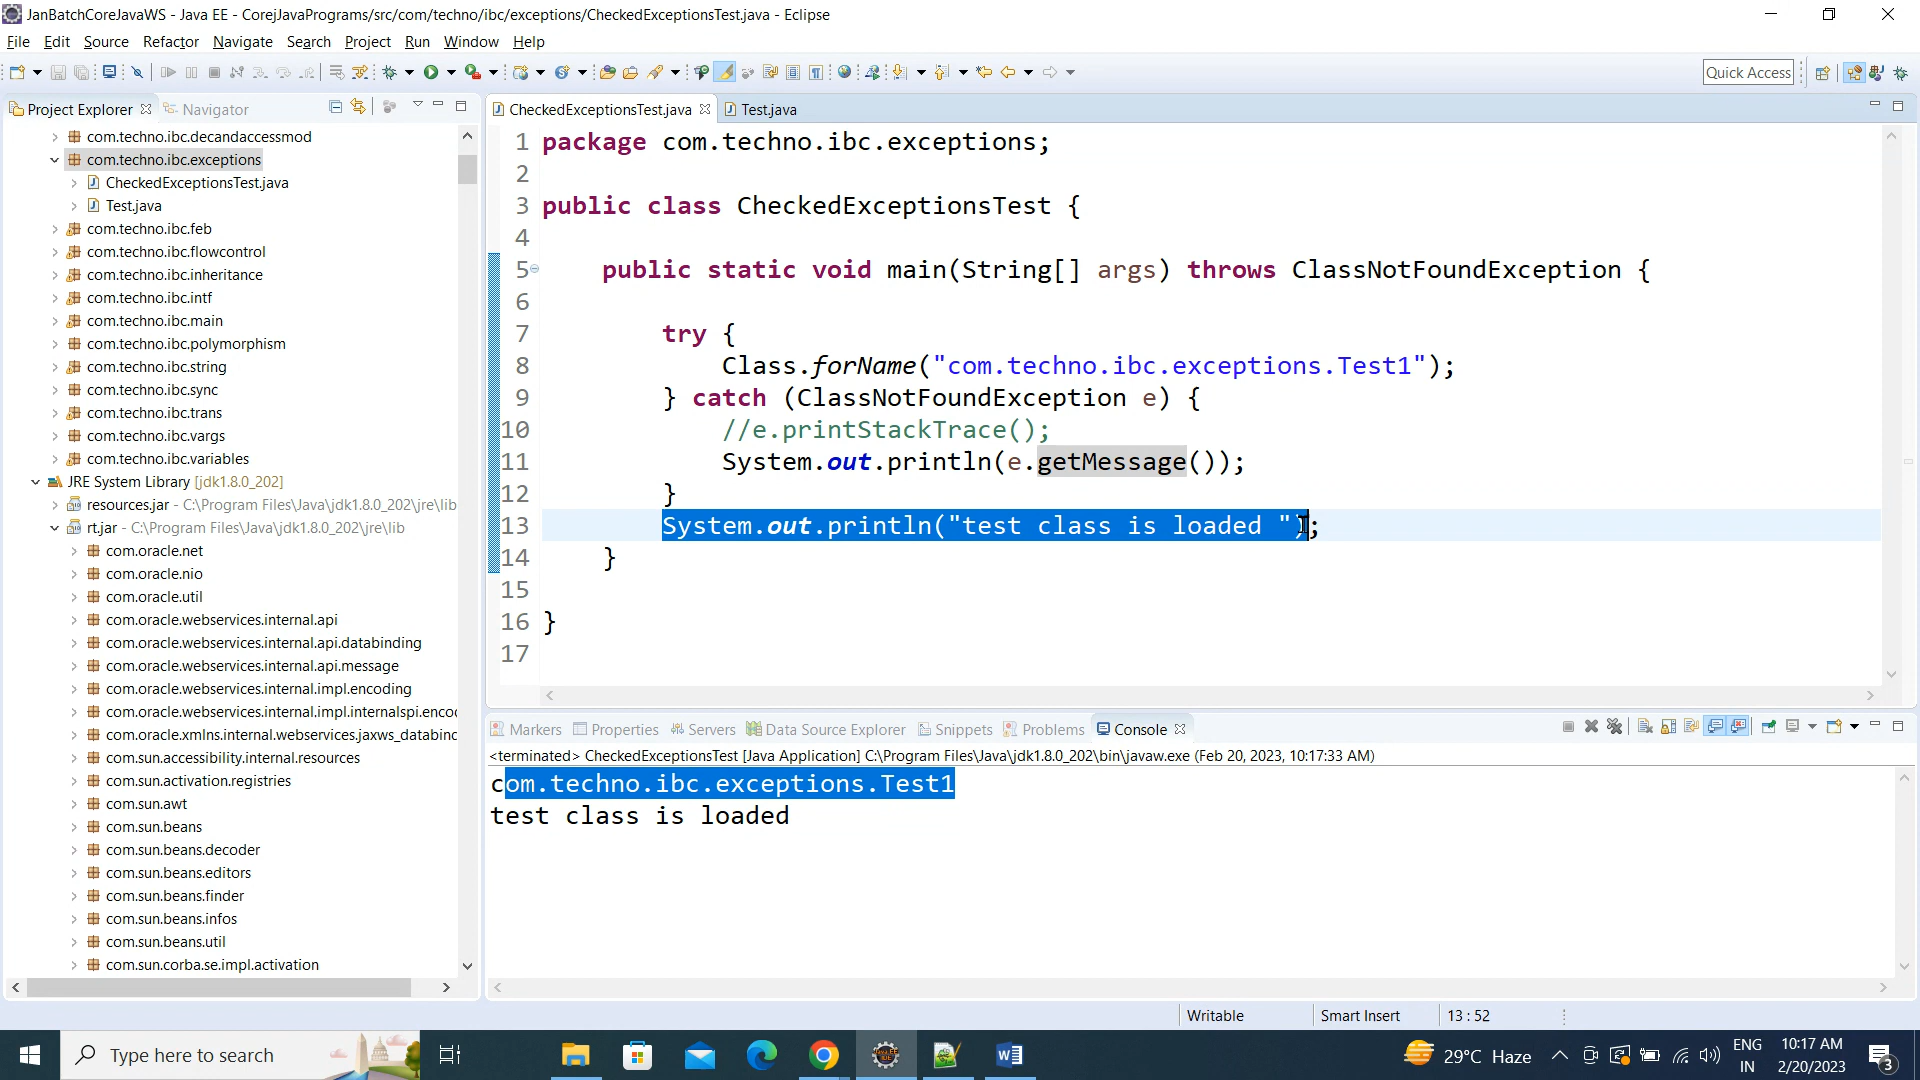 JanBatchCoreJavaWS - Java EE - CorejJavaPrograms/src/com/techno/ibc/exceptions/CheckedExceptionsTest.java - Eclipse
File Edit Source Refactor Navigate Search Project Run Window Help
Quick Access
Project Explorer Navigator
com.techno.ibc.decandaccessmod
com.techno.ibc.exceptions
CheckedExceptionsTest.java
Test.java
com.techno.ibc.feb
com.techno.ibc.flowcontrol
com.techno.ibc.inheritance
com.techno.ibc.intf
com.techno.ibc.main
com.techno.ibc.polymorphism
com.techno.ibc.string
com.techno.ibc.sync
com.techno.ibc.trans
com.techno.ibc.vargs
com.techno.ibc.variables
JRE System Library [jdk1.8.0_202]
resources.jar - C:\Program Files\Java\jdk1.8.0_202\jre\lib
rt.jar - C:\Program Files\Java\jdk1.8.0_202\jre\lib
com.oracle.net
com.oracle.nio
com.oracle.util
com.oracle.webservices.internal.api
com.oracle.webservices.internal.api.databinding
com.oracle.webservices.internal.api.message
com.oracle.webservices.internal.impl.encoding
com.oracle.webservices.internal.impl.internalspi.enco
com.oracle.xmlns.internal.webservices.jaxws_databinc
com.sun.accessibility.internal.resources
com.sun.activation.registries
com.sun.awt
com.sun.beans
com.sun.beans.decoder
com.sun.beans.editors
com.sun.beans.finder
com.sun.beans.infos
com.sun.beans.util
com.sun.corba.se.impl.activation
CheckedExceptionsTest.java Test.java
1 package com.techno.ibc.exceptions;
2
3 public class CheckedExceptionsTest {
4
5 public static void main(String[] args) throws ClassNotFoundException {
6
7 try {
8 Class.forName("com.techno.ibc.exceptions.Test1");
9 } catch (ClassNotFoundException e) {
10 //e.printStackTrace();
11 System.out.println(e.getMessage());
12 }
13 System.out.println("test class is loaded ");
14 }
15
16 }
17
Markers Properties Servers Data Source Explorer Snippets Problems Console
<terminated> CheckedExceptionsTest [Java Application] C:\Program Files\Java\jdk1.8.0_202\bin\javaw.exe (Feb 20, 2023, 10:17:33 AM)
com.techno.ibc.exceptions.Test1
test class is loaded
Writable Smart Insert 13 : 52
Type here to search
29°C Haze
ENG
IN
10:17 AM
2/20/2023
3